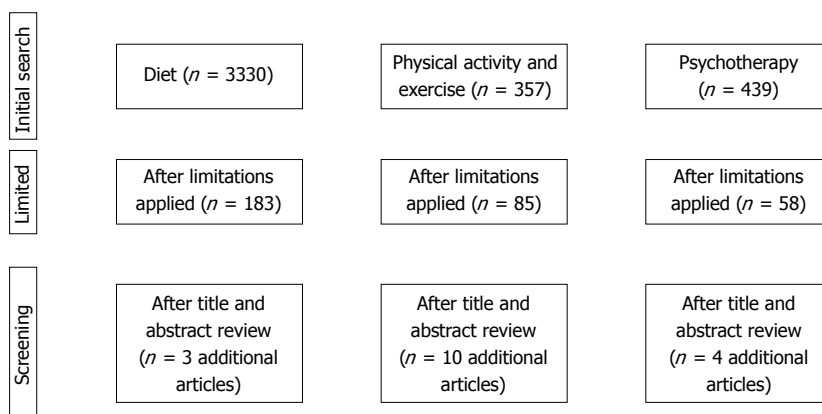 Initial search
Diet (n = 3330)
Physical activity and
exercise (n = 357)
Psychotherapy
(n = 439)
Limited
After limitations
applied (n = 183)
After limitations
applied (n = 85)
After limitations
applied (n = 58)
Screening
After title and
abstract review
(n = 3 additional
articles)
After title and
abstract review
(n = 10 additional
articles)
After title and
abstract review
(n = 4 additional
articles)